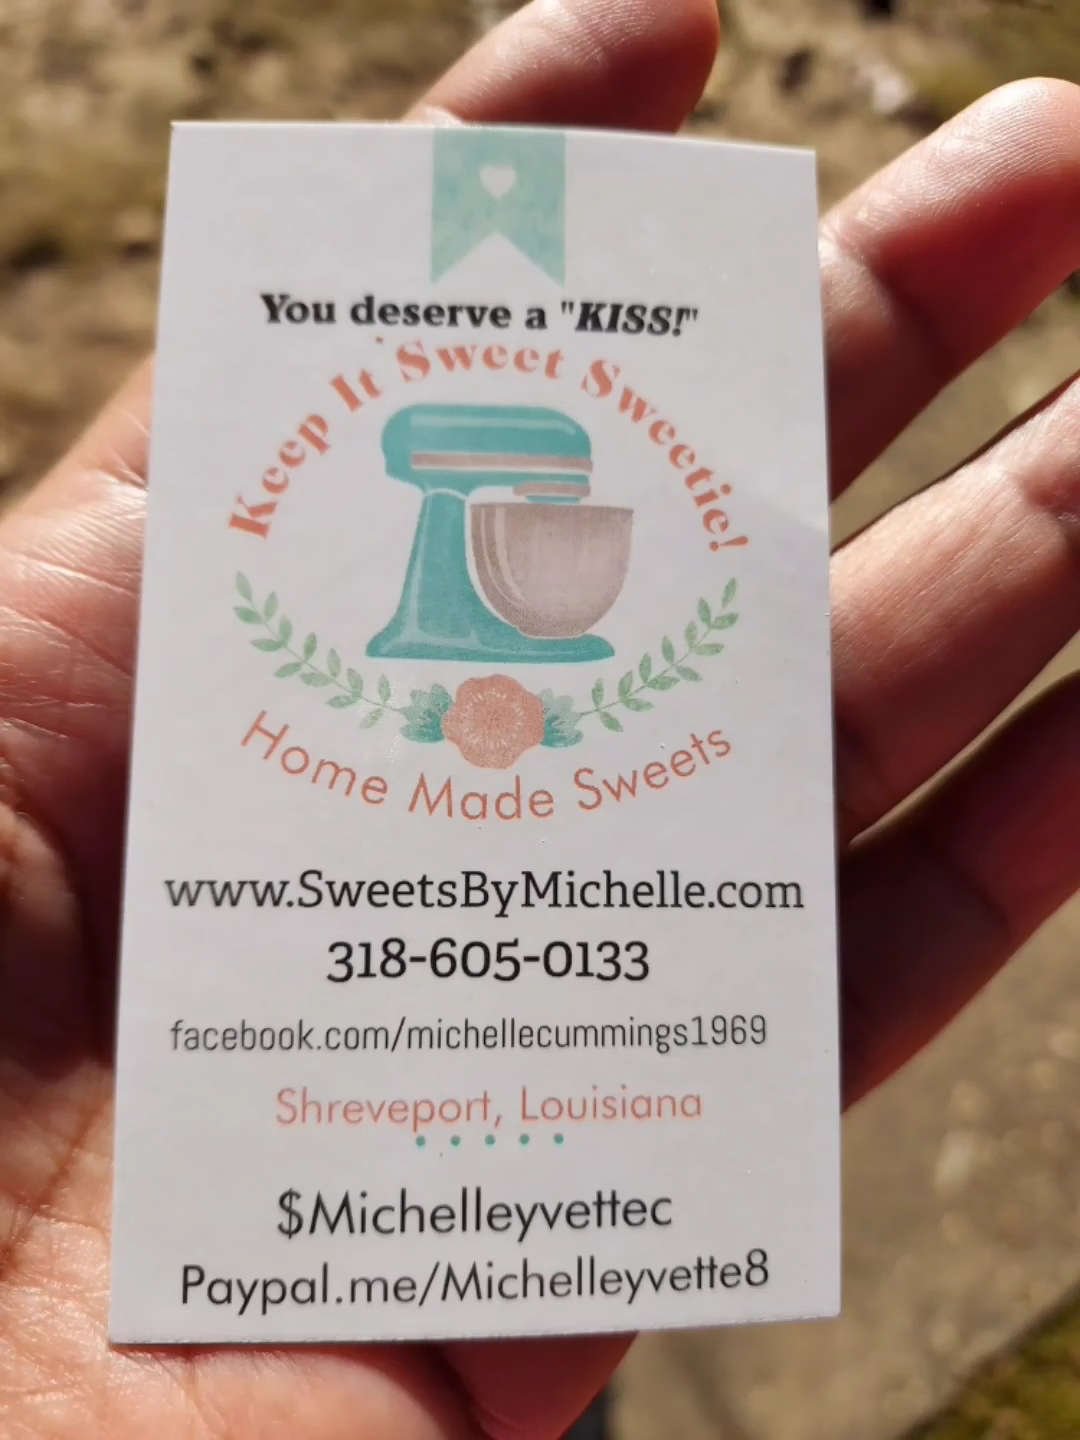 You deserve a "KISS!"
Keep It Sweet Sweetie!
Home Made Sweets
www.SweetsByMichelle.com
318-605-0133
facebook.com/michellecummings1969
Shreveport, Louisiana
$Michelleyvettec
Paypal.me/Michelleyvette8